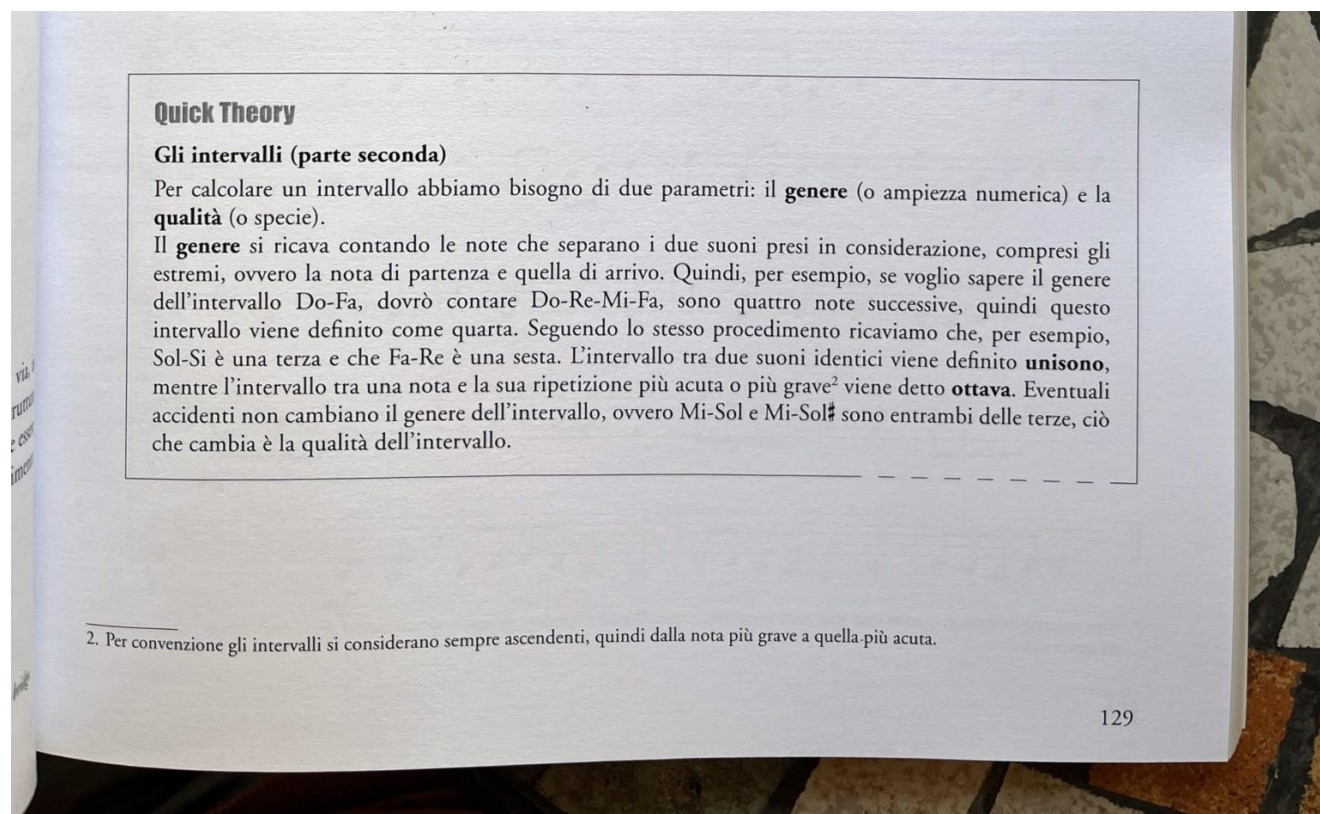 Quick Theory
Gli intervalli (parte seconda)
Per calcolare un intervallo abbiamo bisogno di due parametri: il genere (o ampiezza numerica) e la
qualità (o specie).
Il genere si ricava contando le note che separano i due suoni presi in considerazione, compresi gli
estremi, ovvero la nota di partenza e quella di arrivo. Quindi, per esempio, se voglio sapere il genere
dell'intervallo Do-Fa, dovrò contare Do-Re-Mi-Fa, sono quattro note successive, quindi questo
intervallo viene definito come quarta. Seguendo lo stesso procedimento ricaviamo che, per esempio,
Sol-Si è una terza e che Fa-Re è una sesta. L'intervallo tra due suoni identici viene definito unisono,
mentre l'intervallo tra una nota e la sua ripetizione più acuta o più grave² viene detto ottava. Eventuali
accidenti non cambiano il genere dell'intervallo, ovvero Mi-Sol e Mi-Sol♯ sono entrambi delle terze, ciò
che cambia è la qualità dell'intervallo.
via,
2. Per convenzione gli intervalli si considerano sempre ascendenti, quindi dalla nota più grave a quella più acuta.
129